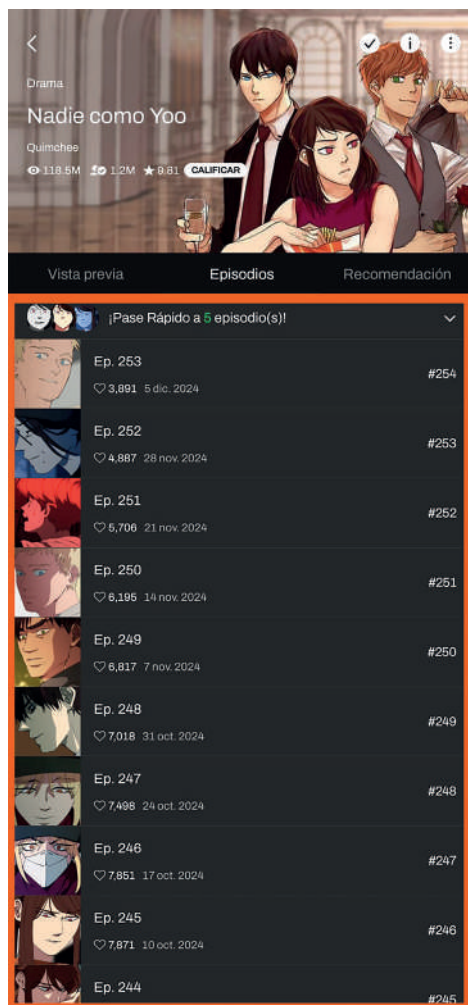 Drama
Nadie como Yoo
Quimchee
118.5M 1.2M 9.81 CALIFICAR
Vista previa Episodios Recomendación
¡Pase Rápido a 5 episodio(s)!
Ep. 253
#254
3,891 5 dic. 2024
Ep. 252
#253
4,887 28 nov. 2024
Ep. 251
#252
5,706 21 nov. 2024
Ep. 250
#251
6,195 14 nov. 2024
Ep. 249
#250
6,817 7 nov. 2024
Ep. 248
#249
7,018 31 oct. 2024
Ep. 247
#248
7,498 24 oct. 2024
Ep. 246
#247
7,851 17 oct. 2024
Ep. 245
#246
7,871 10 oct. 2024
Ep. 244
#245